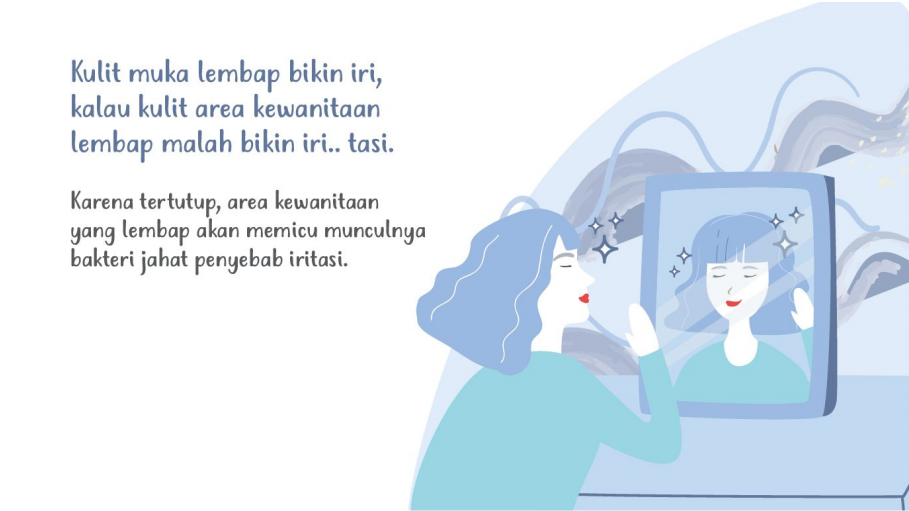 Kulit muka lembap bikin iri,
kalau kulit area kewanitaan
lembap malah bikin iri.. tasi.
Karena tertutup, area kewanitaan
yang lembap akan memicu munculnya
bakteri jahat penyebab iritasi.